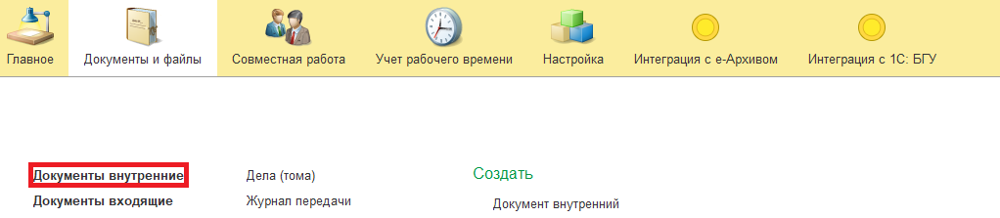 Главное Документы и файлы Совместная работа Учет рабочего времени Настройка Интеграция с е-Архивом Интеграция с 1С: БГУ
Документы внутренние Дела (тома) Создать
Документы входящие Журнал передачи Документ внутренний